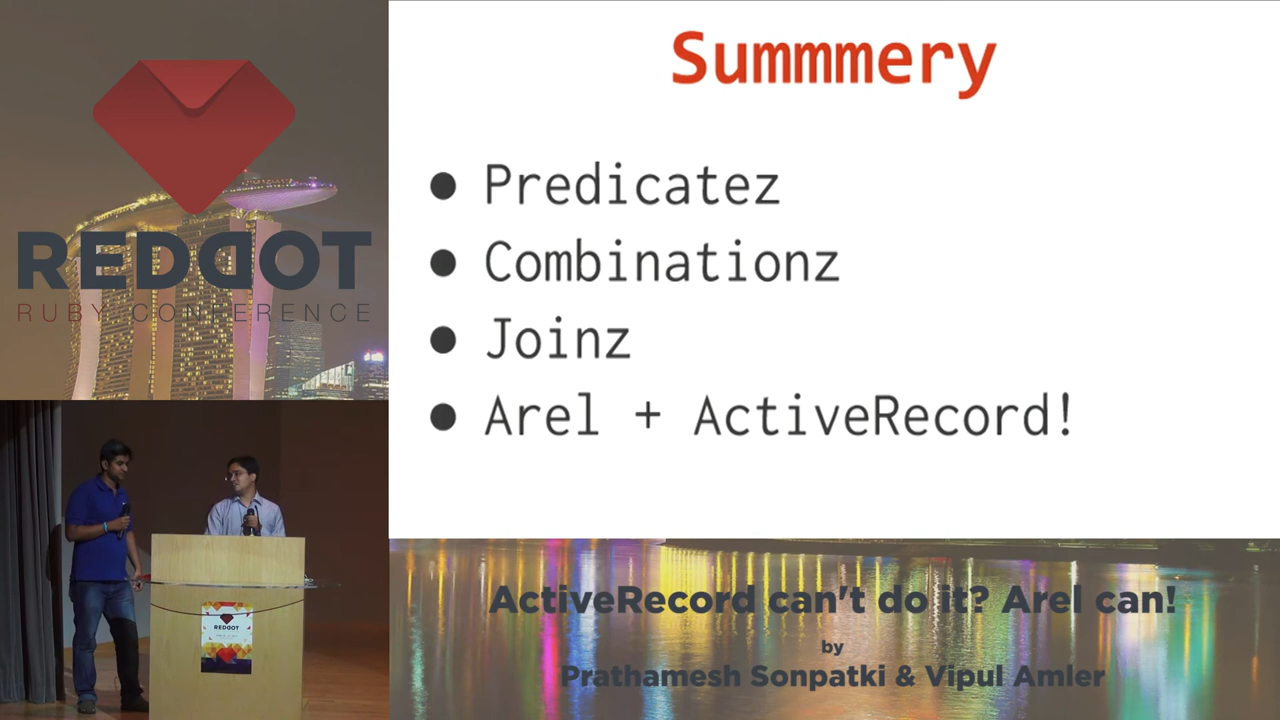 REDDOT
RUBY CONFERENCE
Summmery
● Predicatez
● Combinationz
● Joinz
● Arel + ActiveRecord!
REDDOT
ActiveRecord can't do it? Arel can!
by
Prathamesh Sonpatki & Vipul Amler